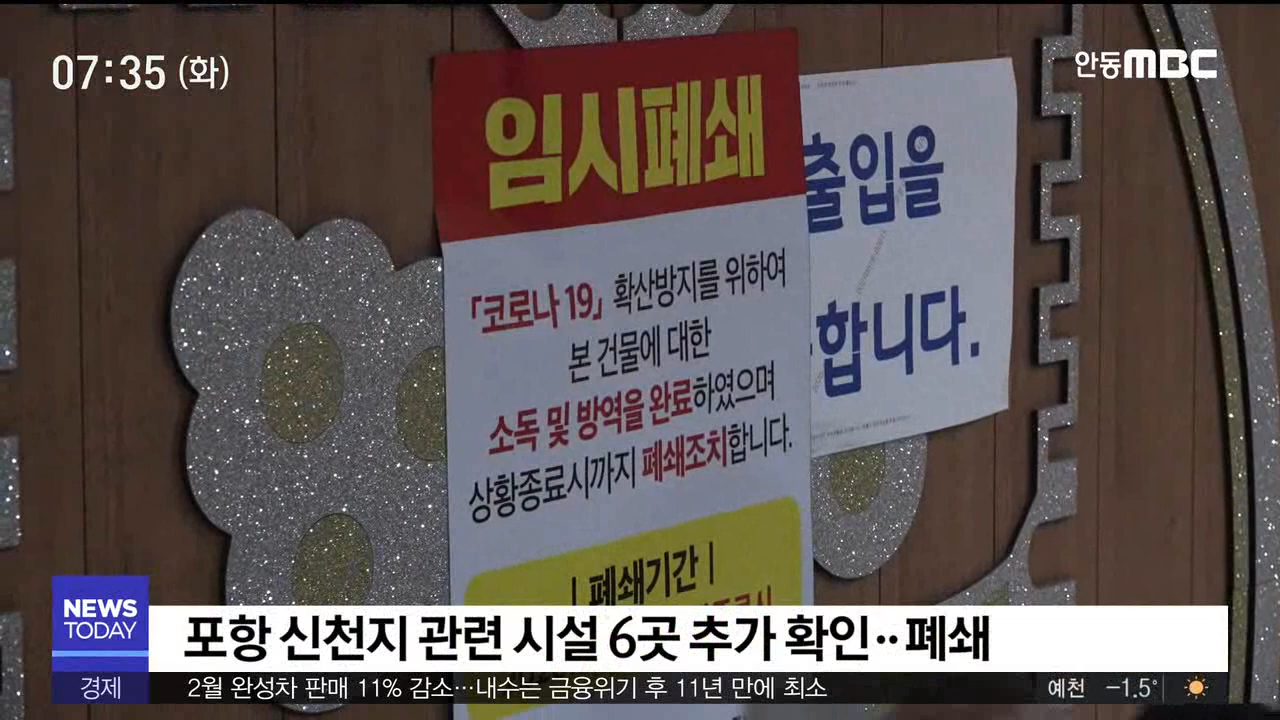 07:35 (화)
안동MBC
임시폐쇄
「코로나 19」 확산방지를 위하여
본 건물에 대한
소독 및 방역을 완료하였으며
상황종료시까지 폐쇄조치합니다.
| 폐쇄기간 |
출입을
합니다.
NEWS
TODAY
포항 신천지 관련 시설 6곳 추가 확인‥폐쇄
경제
2월 완성차 판매 11% 감소…내수는 금융위기 후 11년 만에 최소
예천 -1.5°